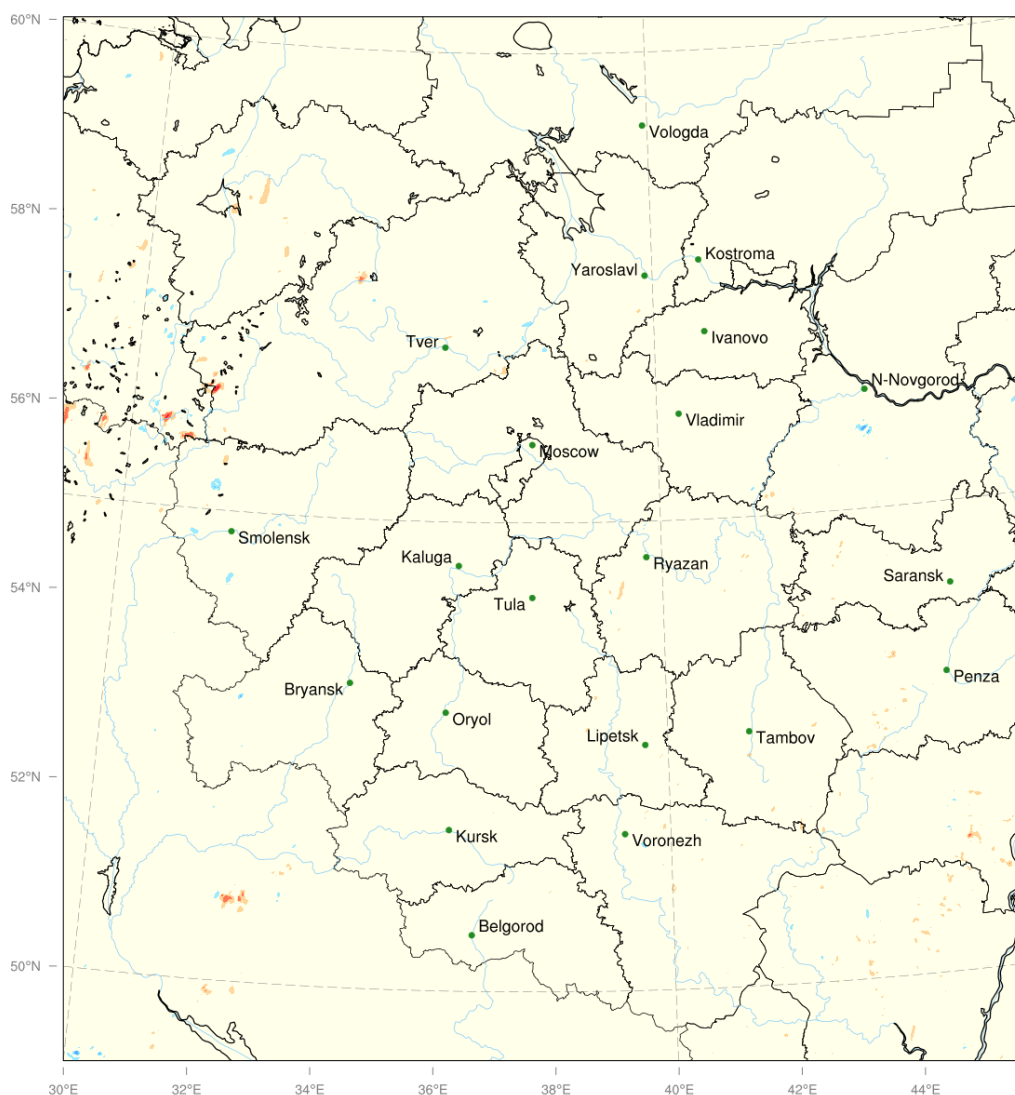 60°N
Vologda
58°N
Kostroma
Yaroslavl
Ivanovo
Tver
N-Novgorod
56°N
Vladimir
Moscow
Smolensk
Kaluga
Ryazan
Saransk
54°N
Tula
Penza
Bryansk
Oryol
Lipetsk
Tambov
52°N
Kursk
Voronezh
Belgorod
50°N
30°E 32°E 34°E 36°E 38°E 40°E 42°E 44°E